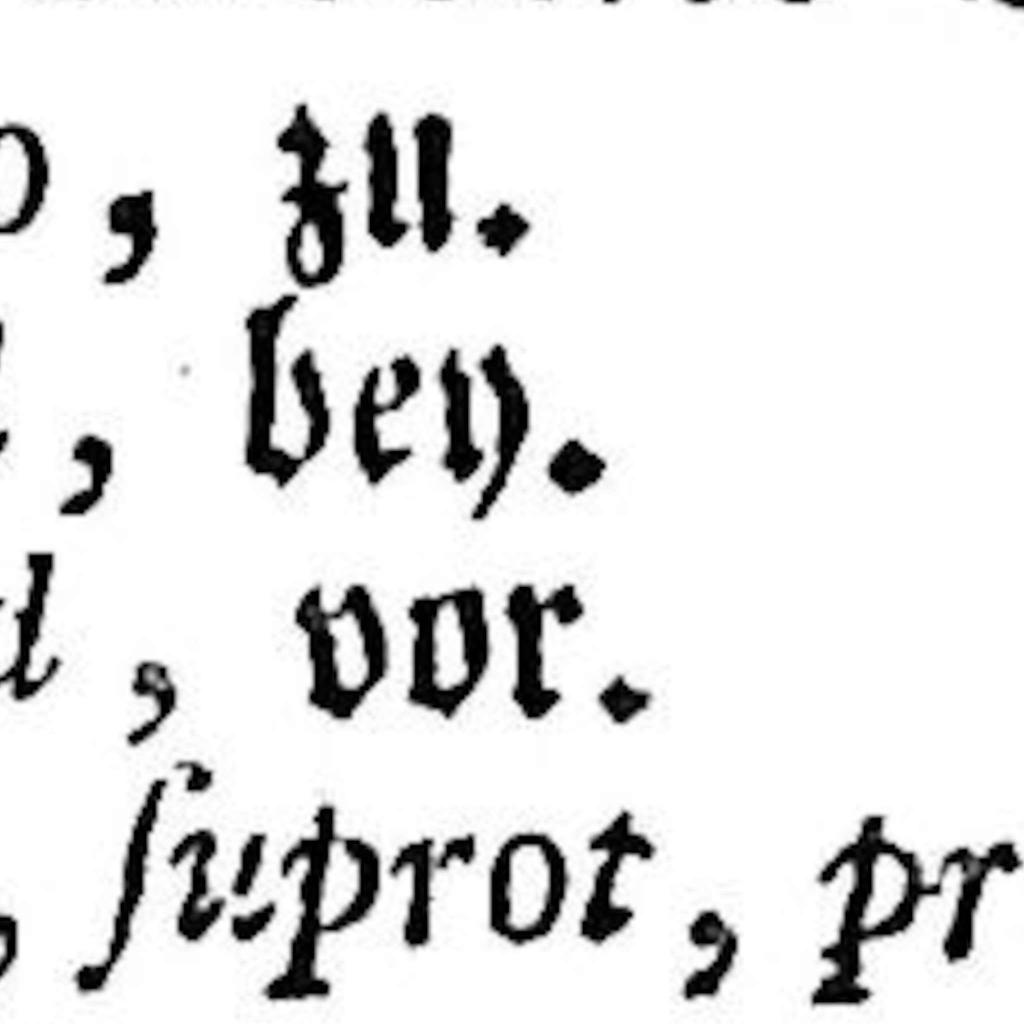 , zu.
, bey.
d, vor.
, ſuprot, pr